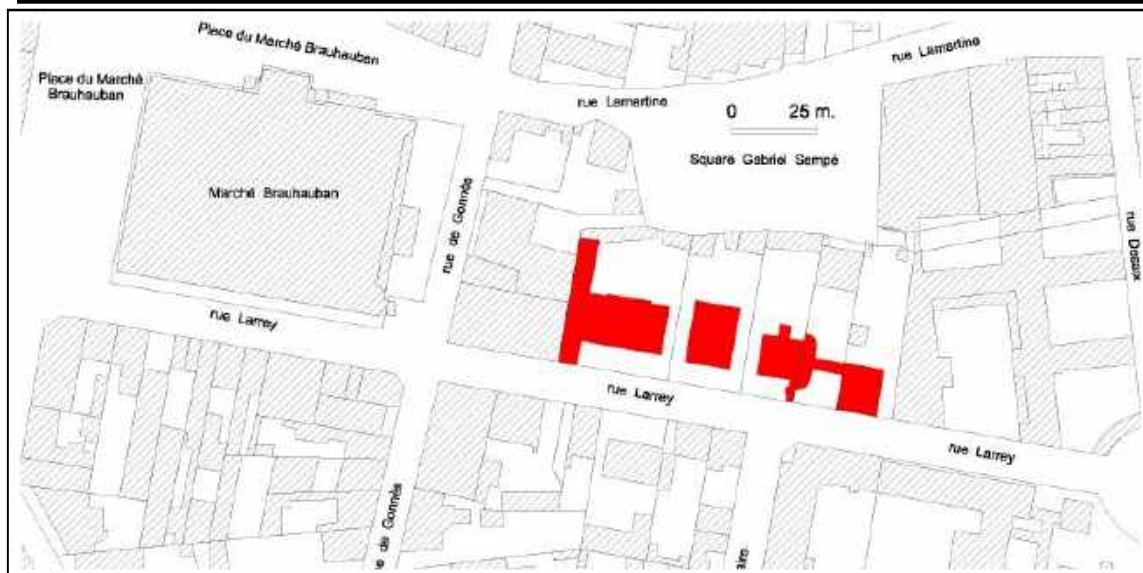 Place du Marché Brauhauban
rue Lamartine
Place du Marché
Brauhauban
rue Lamartine
0 25 m.
Square Gabriel Sempé
Marché Brauhauban
rue de Gonnès
rue Desaix
rue Larrey
rue Larrey
rue Larrey
de Gonnès